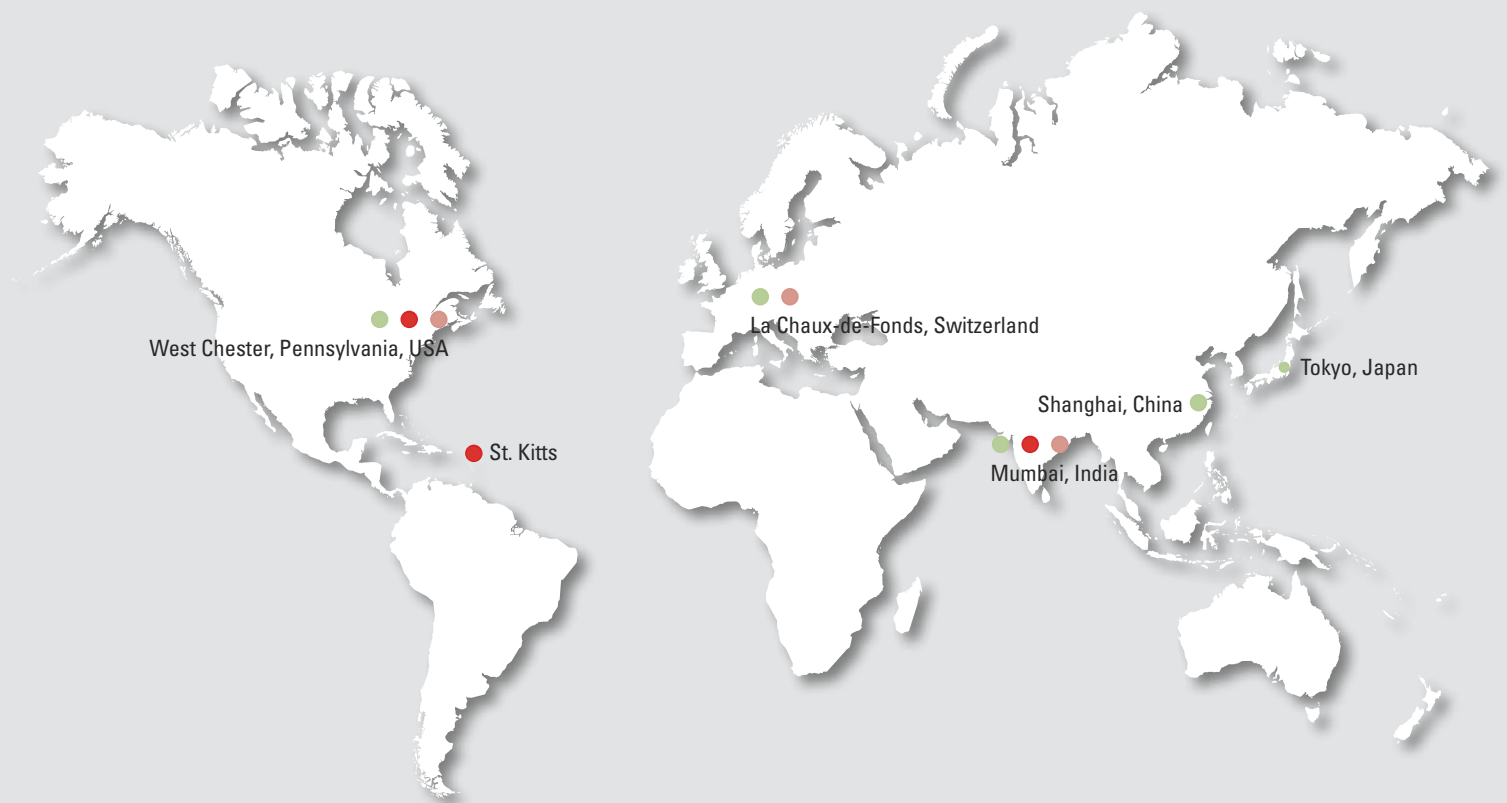 La Chaux-de-Fonds, Switzerland
West Chester, Pennsylvania, USA
Tokyo, Japan
Shanghai, China
St. Kitts
Mumbai, India